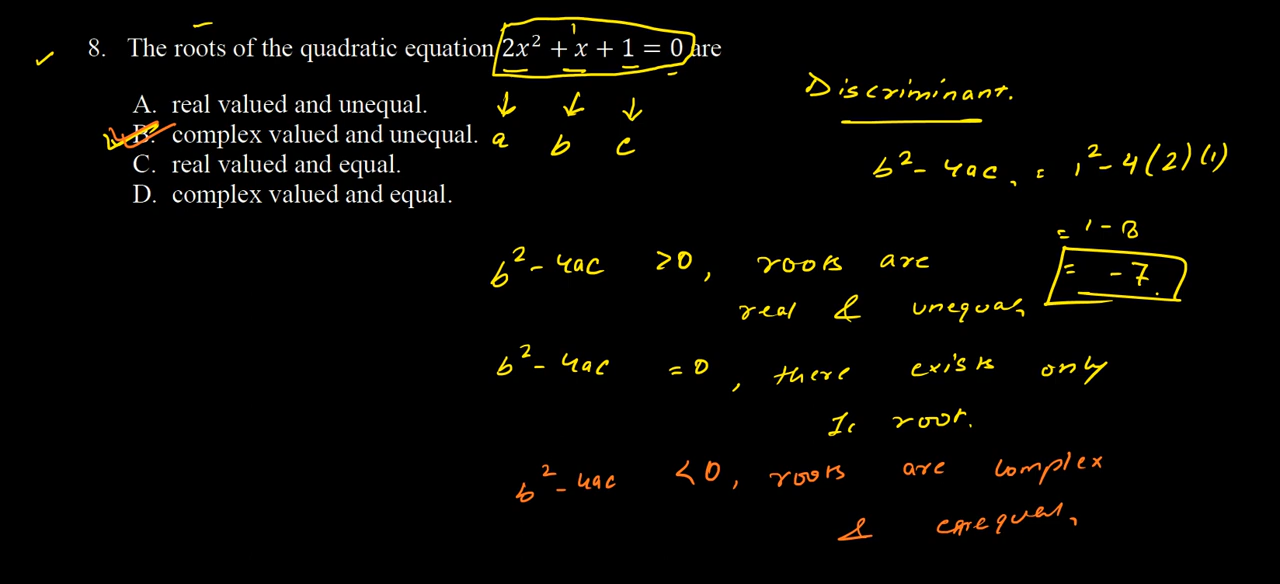 8. The roots of the quadratic equation 2x² + x + 1 = 0 are
1
A. real valued and unequal.
B. complex valued and unequal.
C. real valued and equal.
D. complex valued and equal.
a b c
Discriminant.
b² - 4ac, = 1² - 4(2)(1)
= 1 - 8
= -7.
b² - 4ac >0, roots are
real & unequal,
b² - 4ac = 0, there exists only
root.
b² - 4ac <0, roots are complex
&